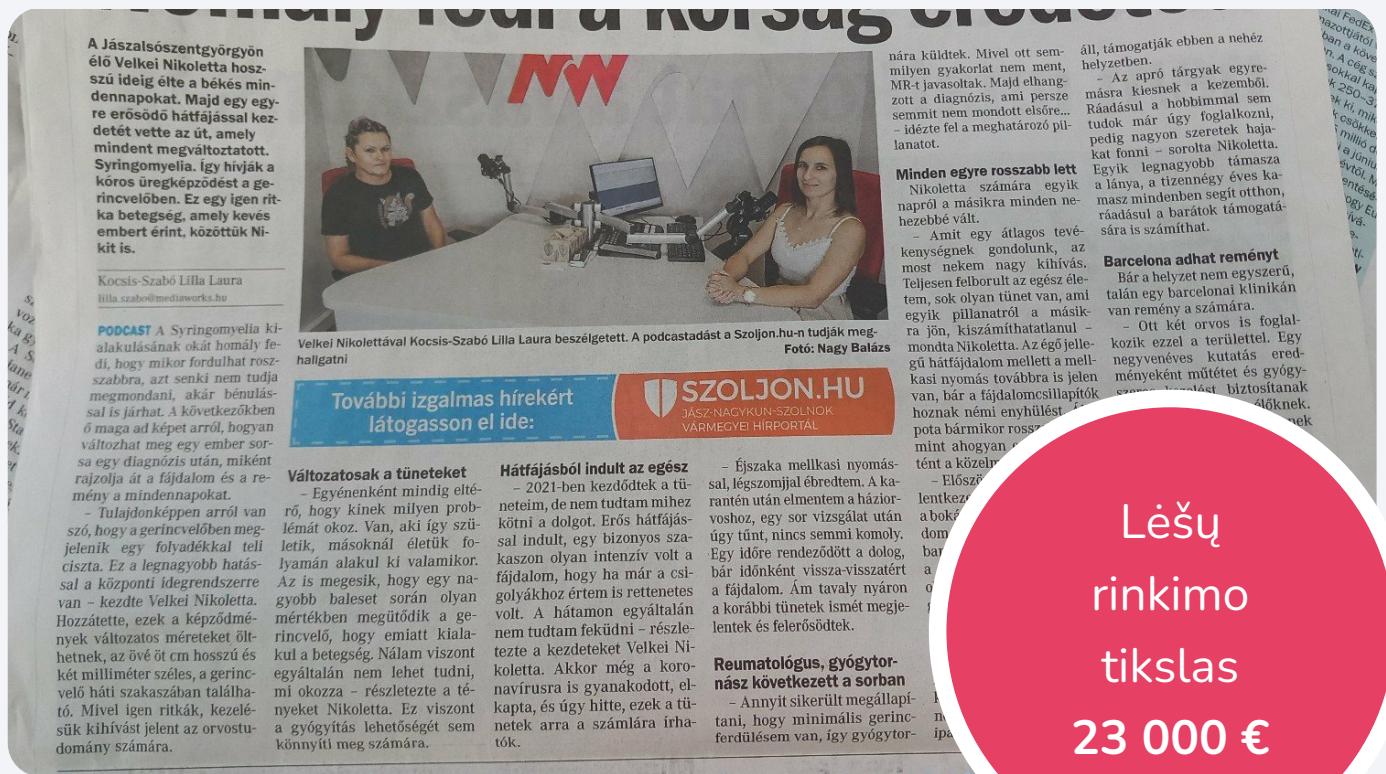 a kórság
A Jászalsószentgyörgyön
élő Velkei Nikoletta hosz-
szú ideig élte a békés min-
dennapokat. Majd egy egy-
re erősödő hátfájással kez-
detét vette az út, amely
mindent megváltoztatott.
Syringomyelia. Így hívják a
kóros üregképződést a ge-
rincvelőben. Ez egy igen rit-
ka betegség, amely kevés
embert érint, közöttük Ni-
kit is.
Kocsis-Szabó Lilla Laura
lilla.szabo@mediaworks.hu
PODCAST A Syringomyelia ki-
alakulásának okát homály fe-
di, hogy mikor fordulhat rosz-
szabbra, azt senki nem tudja
megmondani, akár bénulás-
sal is járhat. A következőkben
ő maga ad képet arról, hogyan
változhat meg egy ember sor-
sa egy diagnózis után, miként
rajzolja át a fájdalom és a re-
mény a mindennapokat.
– Tulajdonképpen arról van
szó, hogy a gerincvelőben meg-
jelenik egy folyadékkal teli
ciszta. Ez a legnagyobb hatás-
sal a központi idegrendszerre
van – kezdte Velkei Nikoletta.
Hozzátette, ezek a képződmé-
nyek változatos méreteket ölt-
hetnek, az övé öt cm hosszú és
két milliméter széles, a gerinc-
velő háti szakaszában találha-
tó. Mivel igen ritkák, kezelé-
sük kihívást jelent az orvostu-
domány számára.
MW
Velkei Nikolettával Kocsis-Szabó Lilla Laura beszélgetett. A podcastadást a Szoljon.hu-n tudják meg-
hallgatni
Fotó: Nagy Balázs
További izgalmas hírekért
látogasson el ide:
SZOLJON.HU
JÁSZ-NAGYKUN-SZOLNOK
VÁRMEGYEI HÍRPORTÁL
Változatosak a tüneteket
– Egyénenként mindig elté-
rő, hogy kinek milyen prob-
lémát okoz. Van, aki így szü-
letik, másoknál életük fo-
lyamán alakul ki valamikor.
Az is megesik, hogy egy na-
gyobb baleset során olyan
mértékben megütődik a ge-
rincvelő, hogy emiatt kiala-
kul a betegség. Nálam viszont
egyáltalán nem lehet tudni,
mi okozza – részletezte a té-
nyeket Nikoletta. Ez viszont
a gyógyítás lehetőségét sem
könnyíti meg számára.
Hátfájásból indult az egész
– 2021-ben kezdődtek a tü-
neteim, de nem tudtam mihez
kötni a dolgot. Erős hátfájás-
sal indult, egy bizonyos sza-
kaszon olyan intenzív volt a
fájdalom, hogy ha már a csi-
golyákhoz értem is rettenetes
volt. A hátamon egyáltalán
nem tudtam feküdni – részle-
tezte a kezdeteket Velkei Ni-
koletta. Akkor még a koro-
navírusra is gyanakodott, el-
kapta, és úgy hitte, ezek a tü-
netek arra a számlára írha-
tók.
– Éjszaka mellkasi nyomás-
sal, légszomjjal ébredtem. A ka-
rantén után elmentem a házior-
voshoz, egy sor vizsgálat után
úgy tűnt, nincs semmi komoly.
Egy időre rendeződött a dolog,
bár időnként vissza-visszatért
a fájdalom. Ám tavaly nyáron
a korábbi tünetek ismét megje-
lentek és felerősödtek.
Reumatológus, gyógytor-
nász következett a sorban
– Annyit sikerült megállapí-
tani, hogy minimális gerinc-
ferdülésem van, így gyógytor-
nára küldtek. Mivel ott sem-
milyen gyakorlat nem ment,
MR-t javasoltak. Majd elhang-
zott a diagnózis, ami persze
semmit nem mondott elsőre...
– idézte fel a meghatározó pil-
lanatot.
Minden egyre rosszabb lett
Nikoletta számára egyik
napról a másikra minden ne-
hezebbé vált.
– Amit egy átlagos tevé-
kenységnek gondolunk, az
most nekem nagy kihívás.
Teljesen felborult az egész éle-
tem, sok olyan tünet van, ami
egyik pillanatról a másik-
ra jön, kiszámíthatatlanul –
mondta Nikoletta. Az égő jelle-
gű hátfájdalom mellett a mell-
kasi nyomás továbbra is jelen
van, bár a fájdalomcsillapítók
hoznak némi enyhülést
pota bármikor
mint ahogyan
tént a
– Először
a
áll, támogatják ebben a nehéz
helyzetben.
– Az apró tárgyak egyre-
másra kiesnek a kezemből.
Ráadásul a hobbimmal sem
tudok már úgy foglalkozni,
pedig nagyon szeretek haja-
kat fonni – sorolta Nikoletta.
Egyik legnagyobb támasza
a lánya, a tizennégy éves ka-
masz mindenben segít otthon,
ráadásul a barátok támogatá-
sára is számíthat.
Barcelona adhat reményt
Bár a helyzet nem egyszerű,
talán egy barcelonai klinikán
van remény a számára.
– Ott két orvos is foglal-
kozik ezzel a területtel. Egy
negyvenéves kutatás ered-
ményeként műtétet és gyógy-
biztosítanak
Lėšų
rinkimo
tikslas
23 000 €